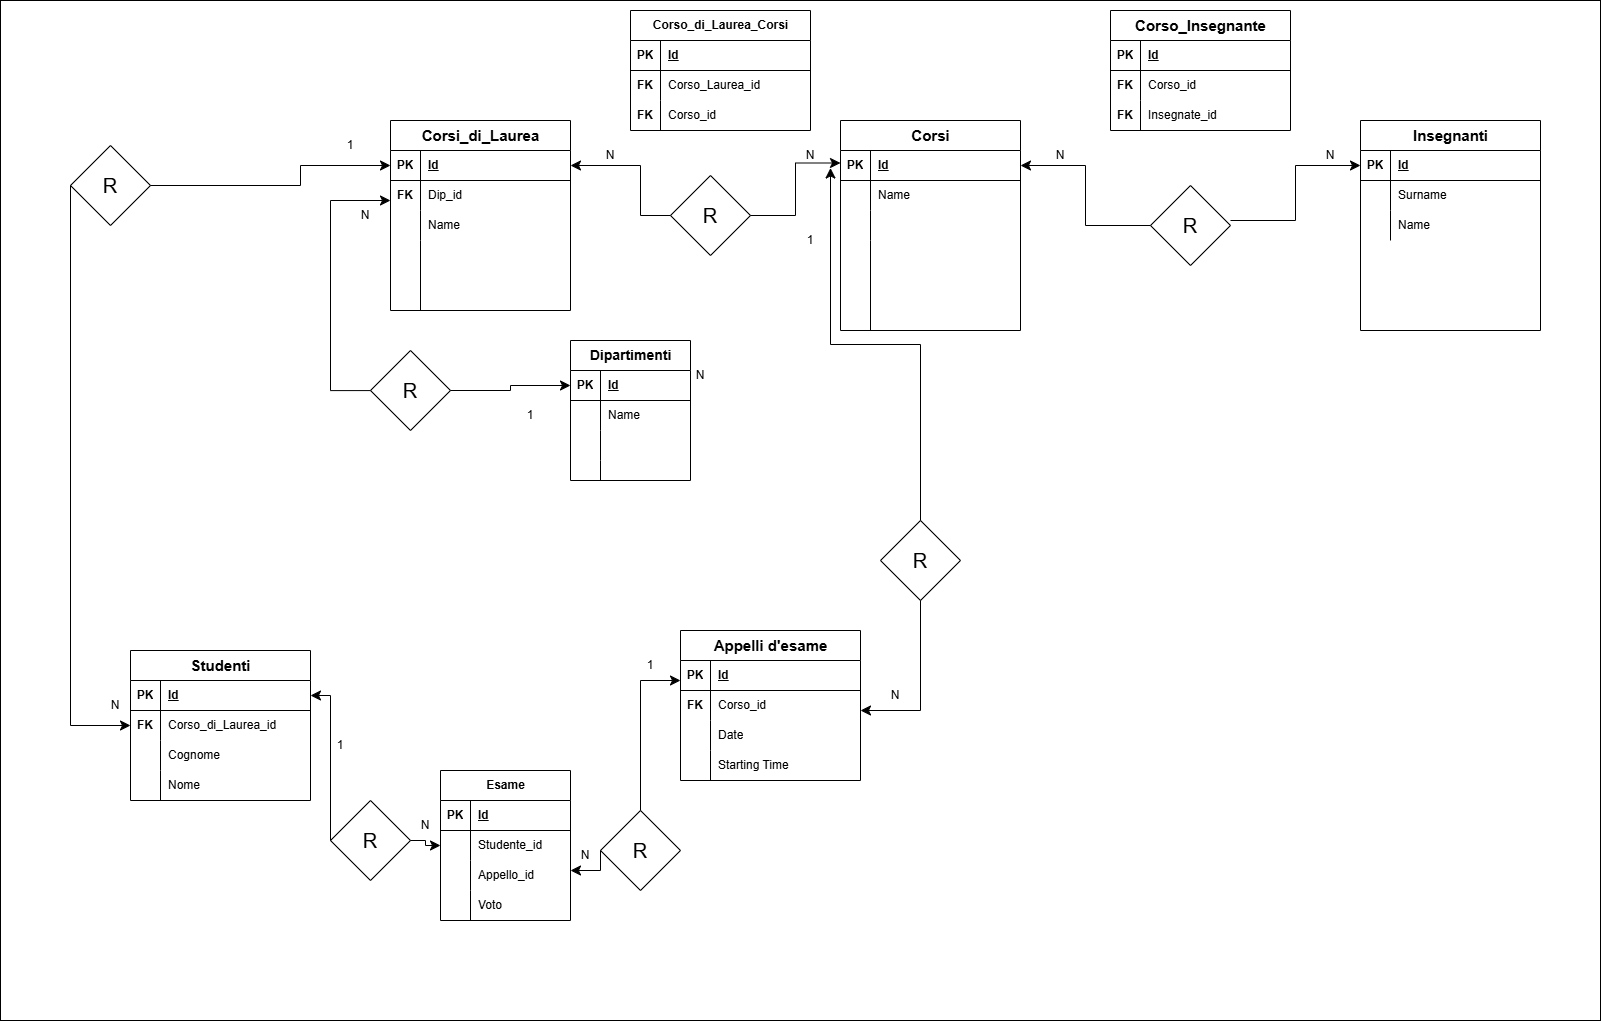 Corso_di_Laurea_Corsi
PK Id
FK Corso_Laurea_id
FK Corso_id
Corso_Insegnante
PK Id
FK Corso_id
FK Insegnate_id
R
1
Corsi_di_Laurea
PK Id
FK Dip_id
Name
N
N
R
N
Corsi
PK Id
Name
1
N
R
N
Insegnanti
PK Id
Surname
Name
R
1
Dipartimenti
PK Id
Name
N
R
N
Studenti
PK Id
FK Corso_di_Laurea_id
Cognome
Nome
1
R
N
Esame
PK Id
Studente_id
Appello_id
Voto
N
R
1
Appelli d'esame
PK Id
FK Corso_id
Date
Starting Time
N